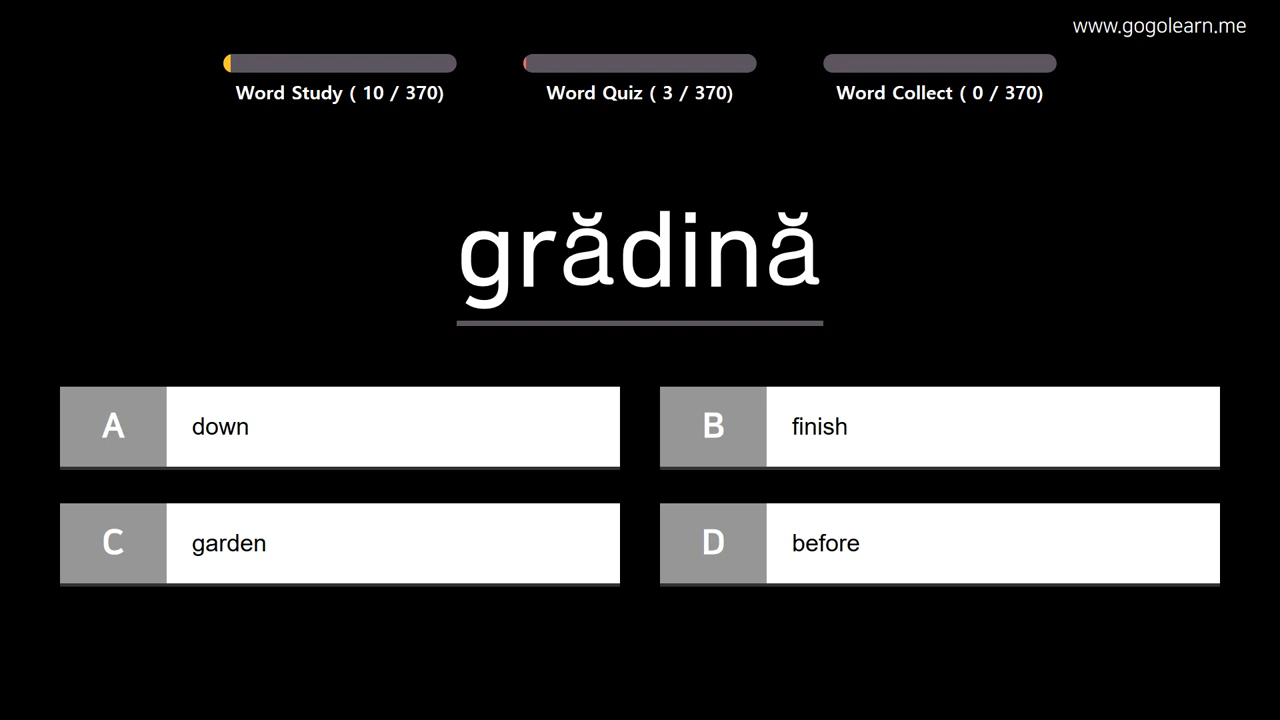 www.gogolearn.me
Word Study ( 10 / 370)
Word Quiz ( 3 / 370)
Word Collect ( 0 / 370)
grădină
A
down
B
finish
C
garden
D
before